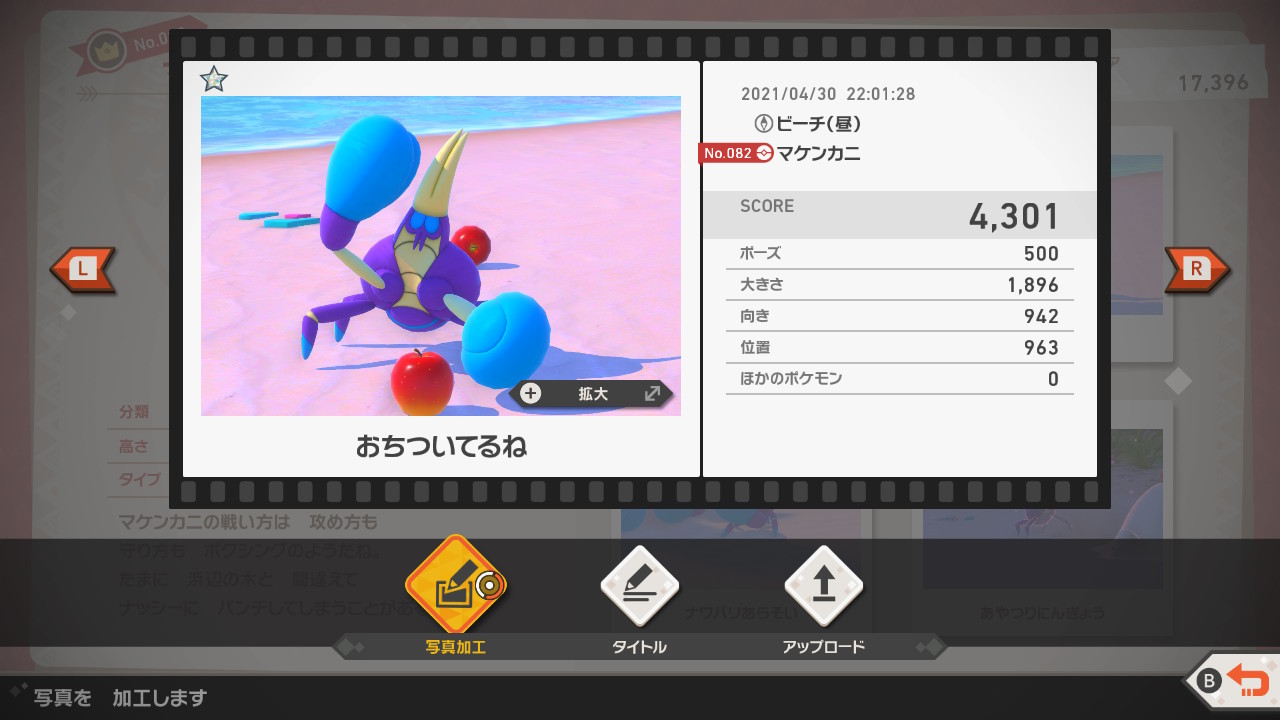 No.0
17,396
2021/04/30 22:01:28
ビーチ(昼)
No.082 マケンカニ
SCORE 4,301
ポーズ 500
大きさ 1,896
向き 942
位置 963
ほかのポケモン 0
L
R
+ 拡大
おちついてるね
分類
高さ
タイプ
マケンカニの戦い方は 攻め方も
守り方も ボクシングのようだね。
たまに 浜辺の木と 間違えて
ナッシーに パンチしてしまうことがあ
ナワバリあらそい
あやつりにんぎょう
写真加工
タイトル
アップロード
写真を 加工します
B